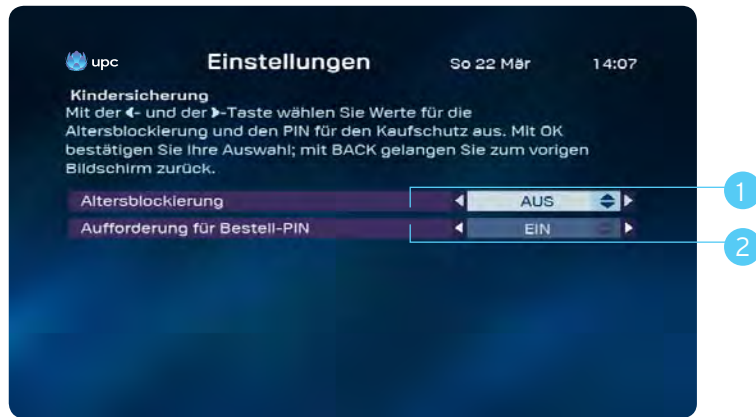 upc Einstellungen So 22 Mär 14:07
Kindersicherung
Mit der ◀- und der ▶-Taste wählen Sie Werte für die
Altersblockierung und den PIN für den Kaufschutz aus. Mit OK
bestätigen Sie Ihre Auswahl; mit BACK gelangen Sie zum vorigen
Bildschirm zurück.
Altersblockierung AUS 1
Aufforderung für Bestell-PIN EIN 2